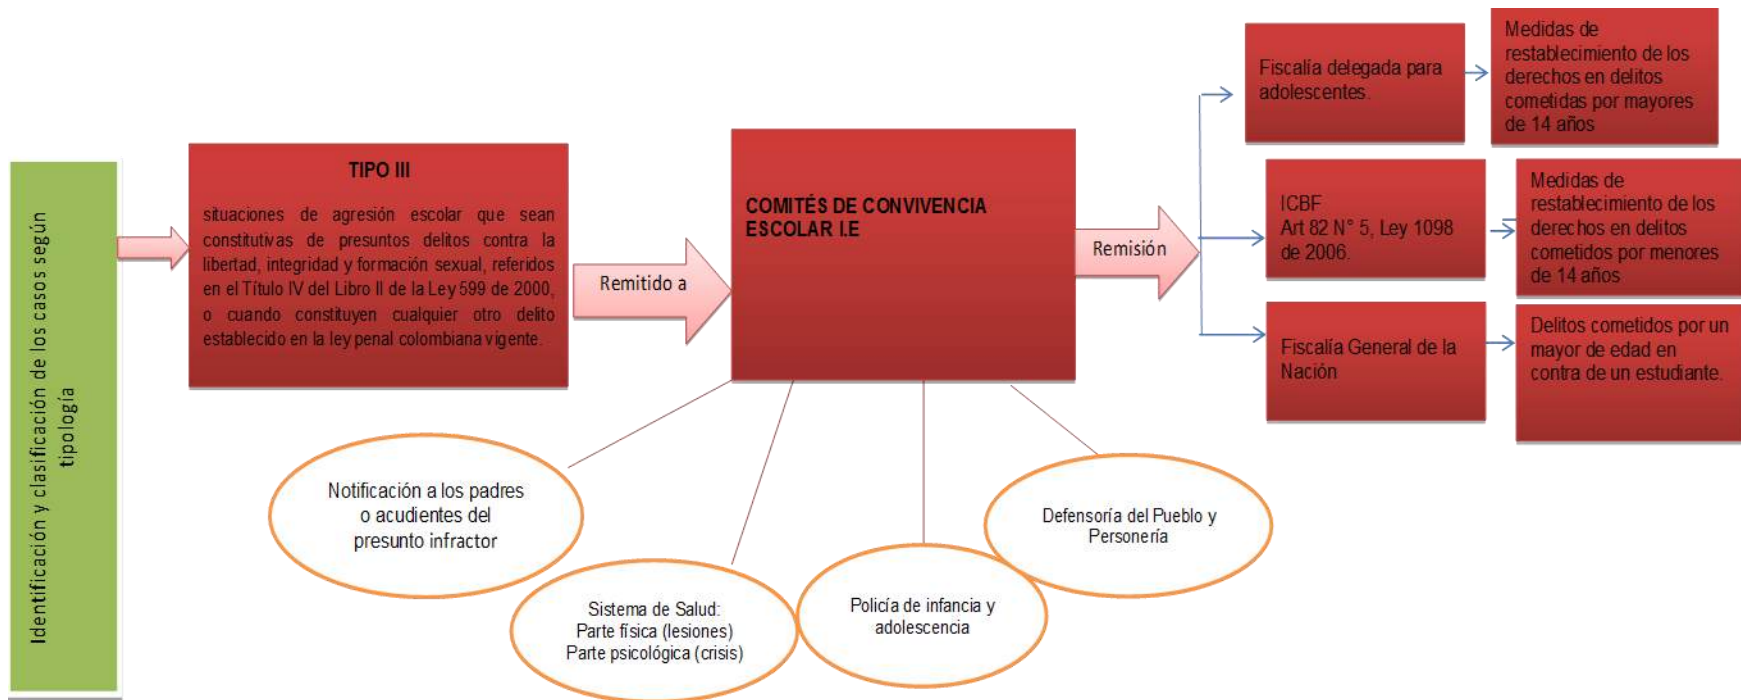 Identificación y clasificación de los casos según
tipología
TIPO III
situaciones de agresión escolar que sean
constitutivas de presuntos delitos contra la
libertad, integridad y formación sexual, referidos
en el Título IV del Libro II de la Ley 599 de 2000,
o cuando constituyen cualquier otro delito
establecido en la ley penal colombiana vigente.
Remitido a
COMITÉS DE CONVIVENCIA
ESCOLAR I.E
Remisión
Fiscalía delegada para
adolescentes.
Medidas de
restablecimiento de los
derechos en delitos
cometidas por mayores
de 14 años
ICBF
Art 82 N° 5, Ley 1098
de 2006.
Medidas de
restablecimiento de los
derechos en delitos
cometidos por menores
de 14 años
Fiscalía General de la
Nación
Delitos cometidos por un
mayor de edad en
contra de un estudiante.
Notificación a los padres
o acudientes del
presunto infractor
Sistema de Salud:
Parte física (lesiones)
Parte psicológica (crisis)
Policía de infancia y
adolescencia
Defensoría del Pueblo y
Personería